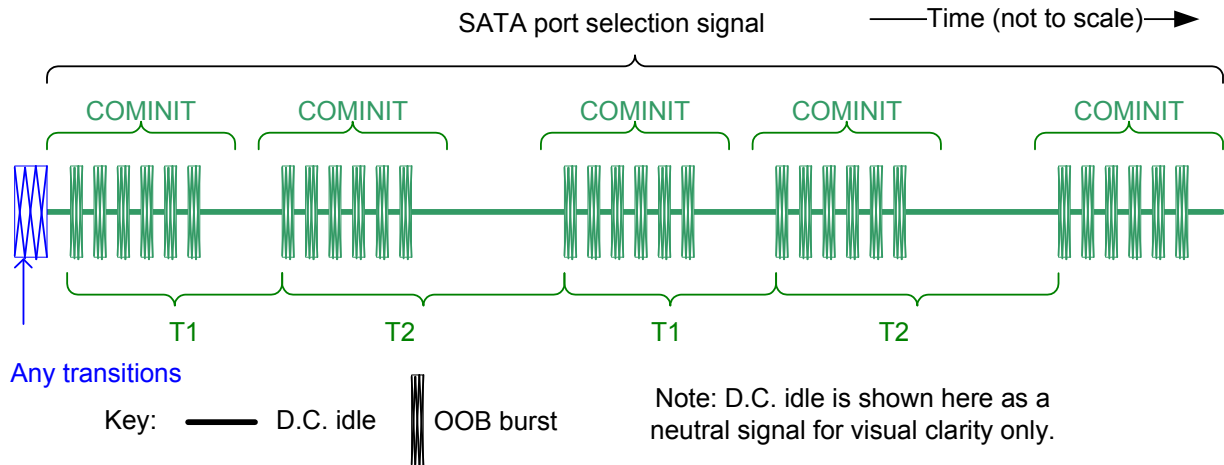 SATA port selection signal
Time (not to scale)
COMINIT COMINIT COMINIT COMINIT COMINIT
T1 T2 T1 T2
Any transitions
Key: D.C. idle OOB burst
Note: D.C. idle is shown here as a
neutral signal for visual clarity only.